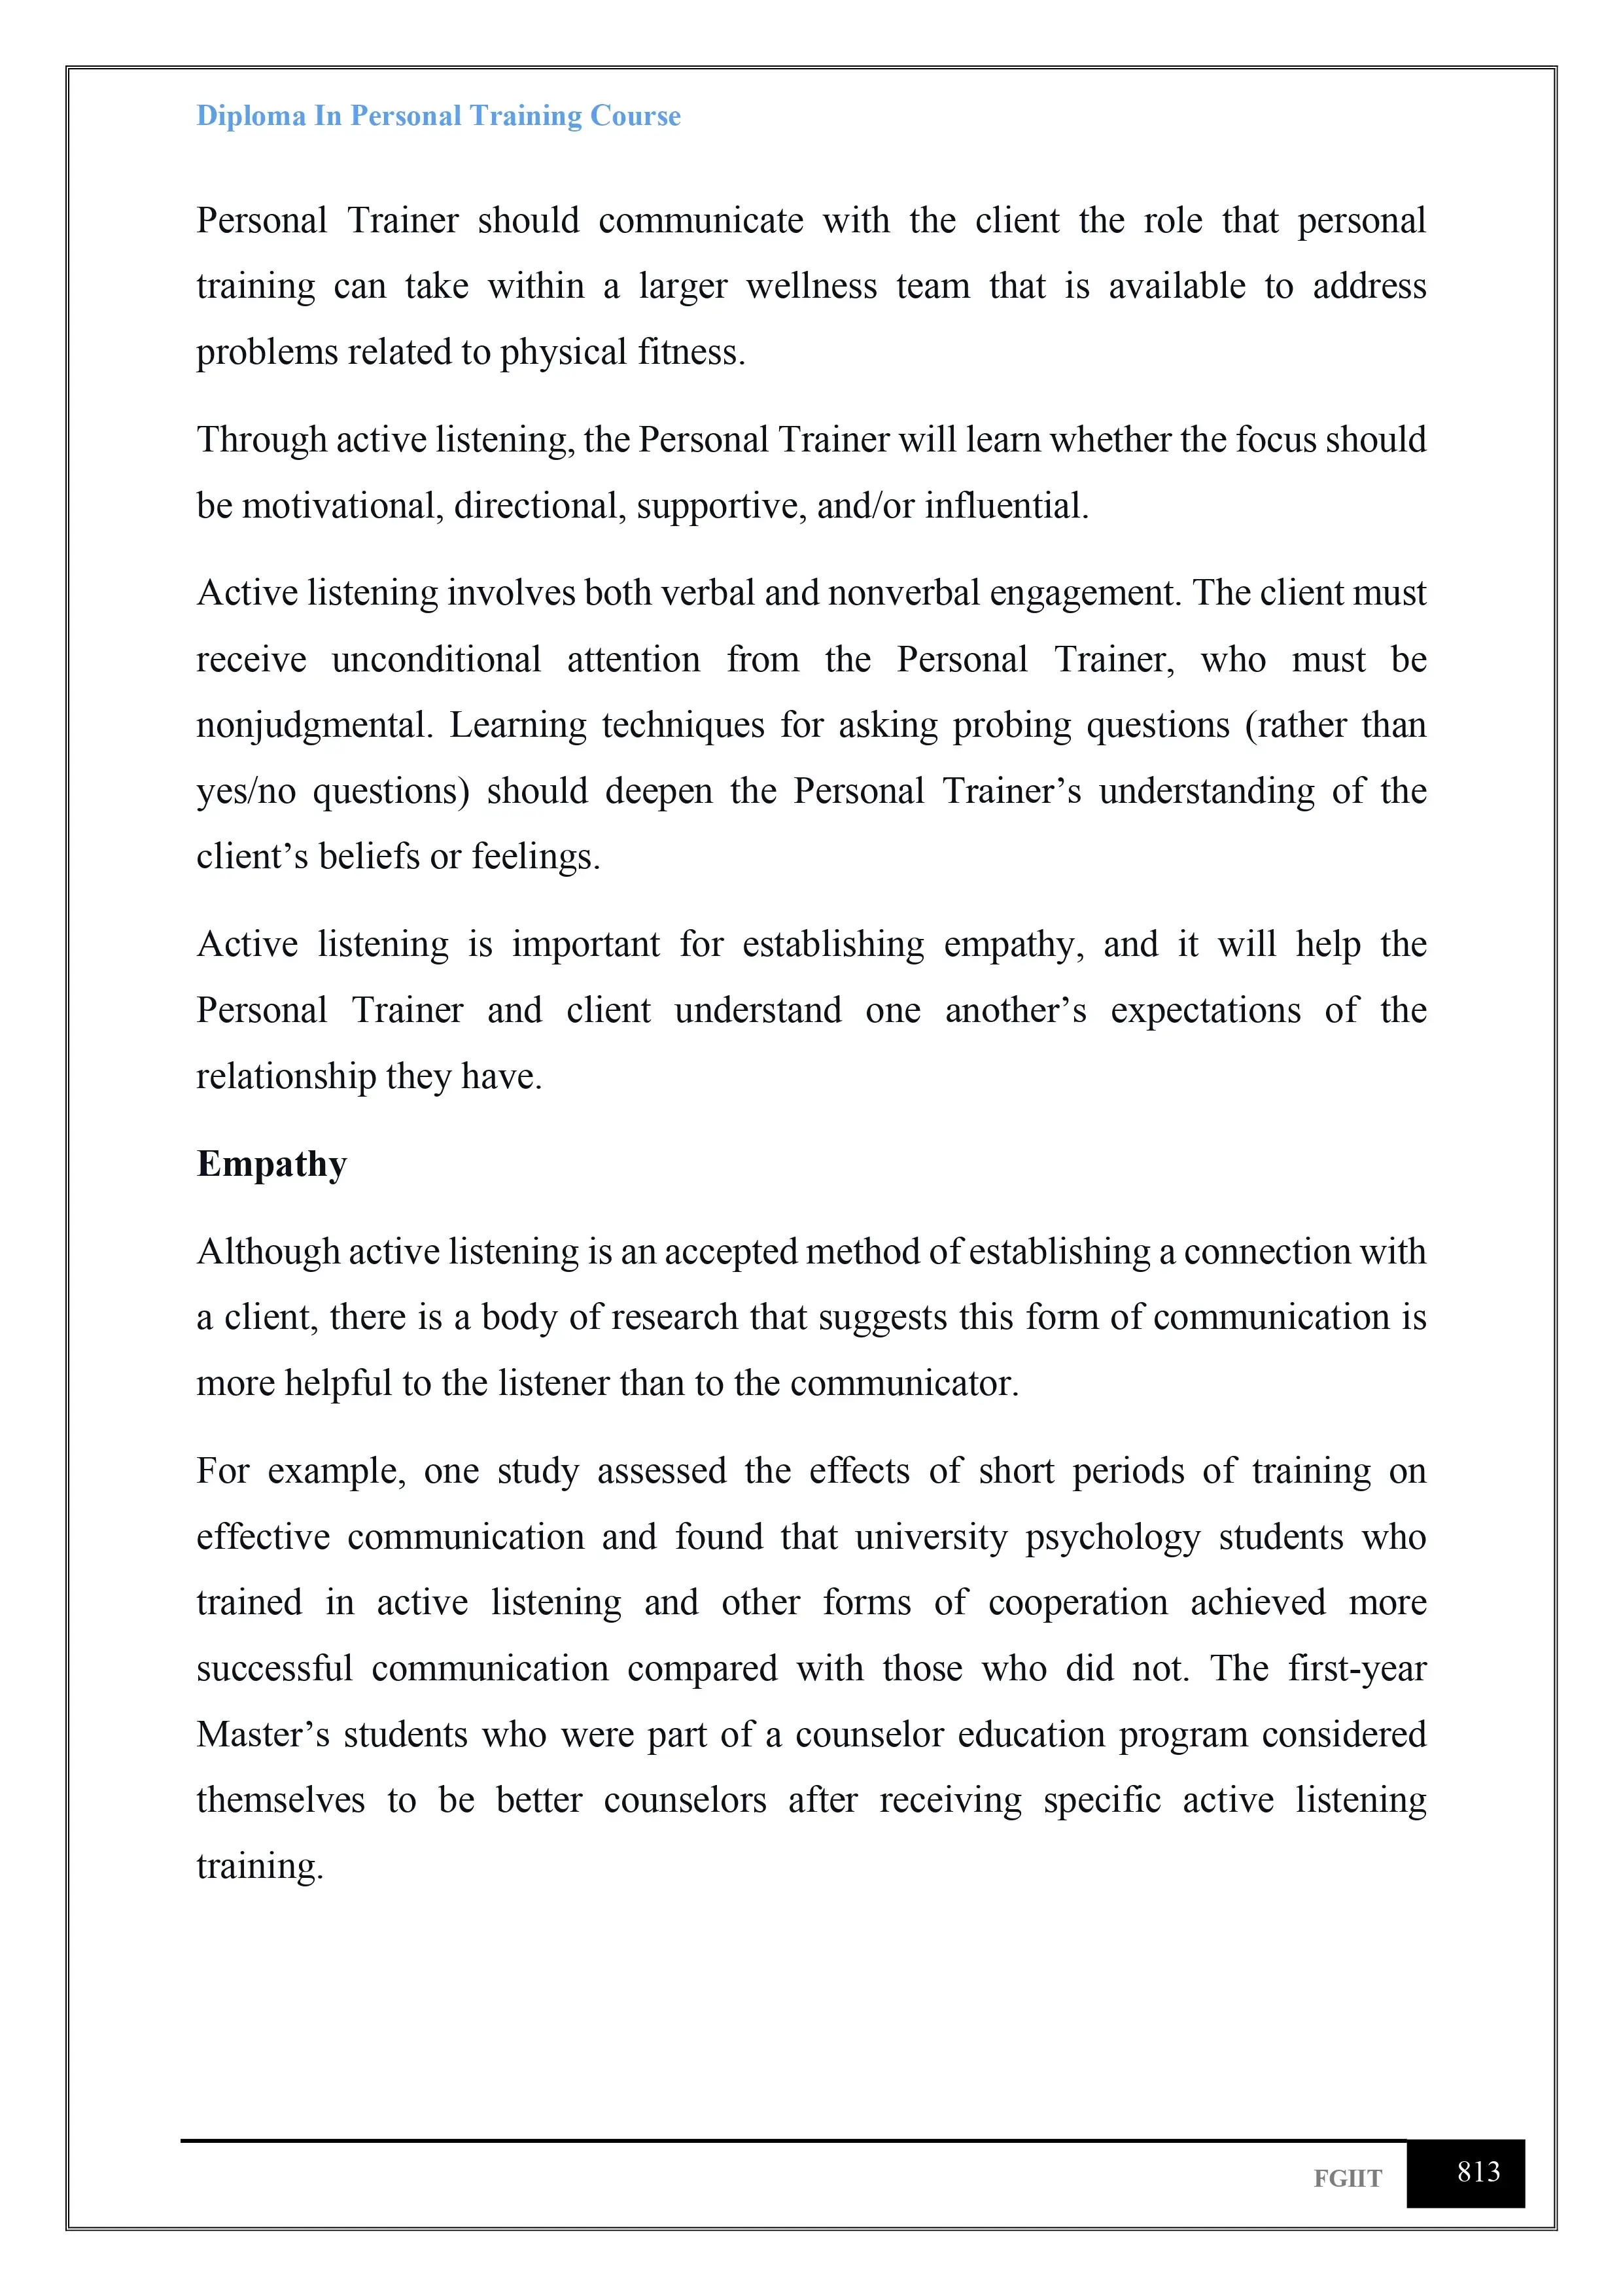 Diploma In Personal Training Course
Personal Trainer should communicate with the client the role that personal
training can take within a larger wellness team that is available to address
problems related to physical fitness.
Through active listening, the Personal Trainer will learn whether the focus should
be motivational, directional, supportive, and/or influential.
Active listening involves both verbal and nonverbal engagement. The client must
receive unconditional attention from the Personal Trainer, who must be
nonjudgmental. Learning techniques for asking probing questions (rather than
yes/no questions) should deepen the Personal Trainer’s understanding of the
client’s beliefs or feelings.
Active listening is important for establishing empathy, and it will help the
Personal Trainer and client understand one another’s expectations of the
relationship they have.
Empathy
Although active listening is an accepted method of establishing a connection with
a client, there is a body of research that suggests this form of communication is
more helpful to the listener than to the communicator.
For example, one study assessed the effects of short periods of training on
effective communication and found that university psychology students who
trained in active listening and other forms of cooperation achieved more
successful communication compared with those who did not. The first-year
Master’s students who were part of a counselor education program considered
themselves to be better counselors after receiving specific active listening
training.
FGIIT 813